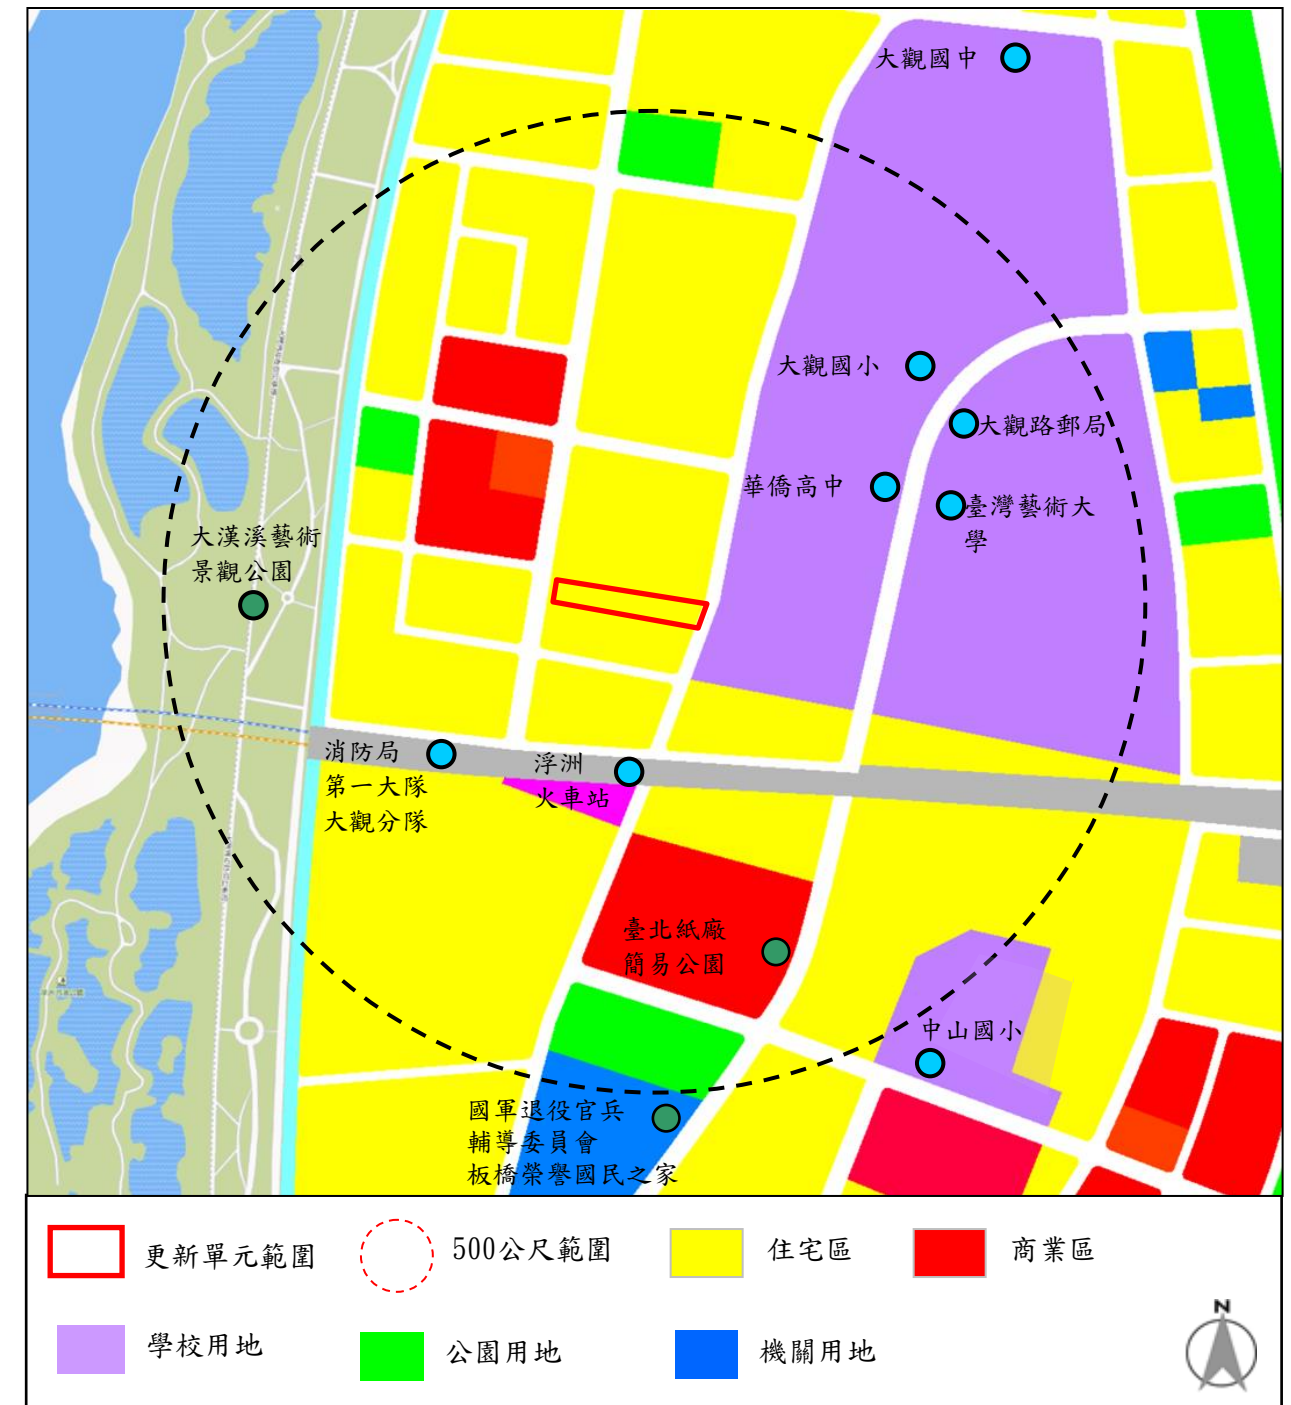 大觀國中
大觀國小
大觀路郵局
華僑高中
臺灣藝術大
學
大漢溪藝術
景觀公園
消防局
第一大隊
大觀分隊
浮洲
火車站
臺北紙廠
簡易公園
中山國小
國軍退役官兵
輔導委員會
板橋榮譽國民之家
更新單元範圍
500公尺範圍
住宅區
商業區
學校用地
公園用地
機關用地
N